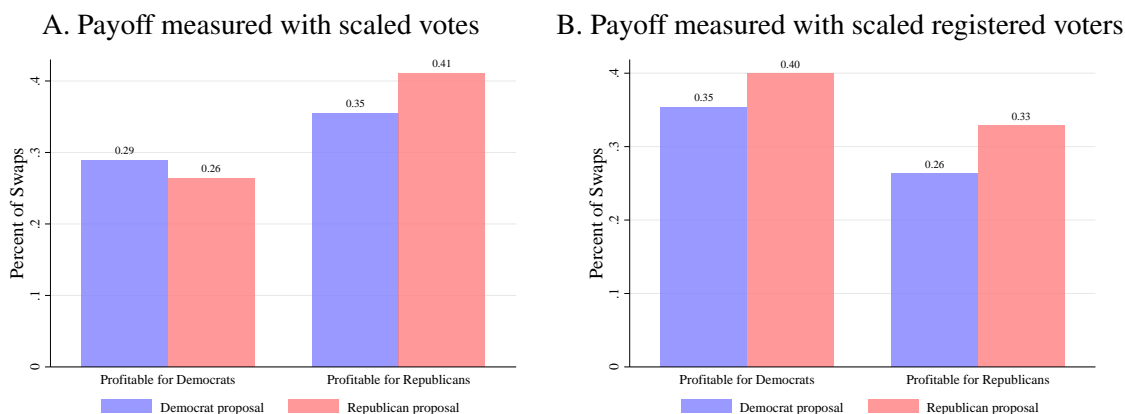 A. Payoff measured with scaled votes
Percent of Swaps
0
.1
.2
.3
.4
0.29
0.26
0.35
0.41
Profitable for Democrats
Profitable for Republicans
Democrat proposal
Republican proposal
B. Payoff measured with scaled registered voters
Percent of Swaps
0
.1
.2
.3
.4
0.35
0.40
0.26
0.33
Profitable for Democrats
Profitable for Republicans
Democrat proposal
Republican proposal